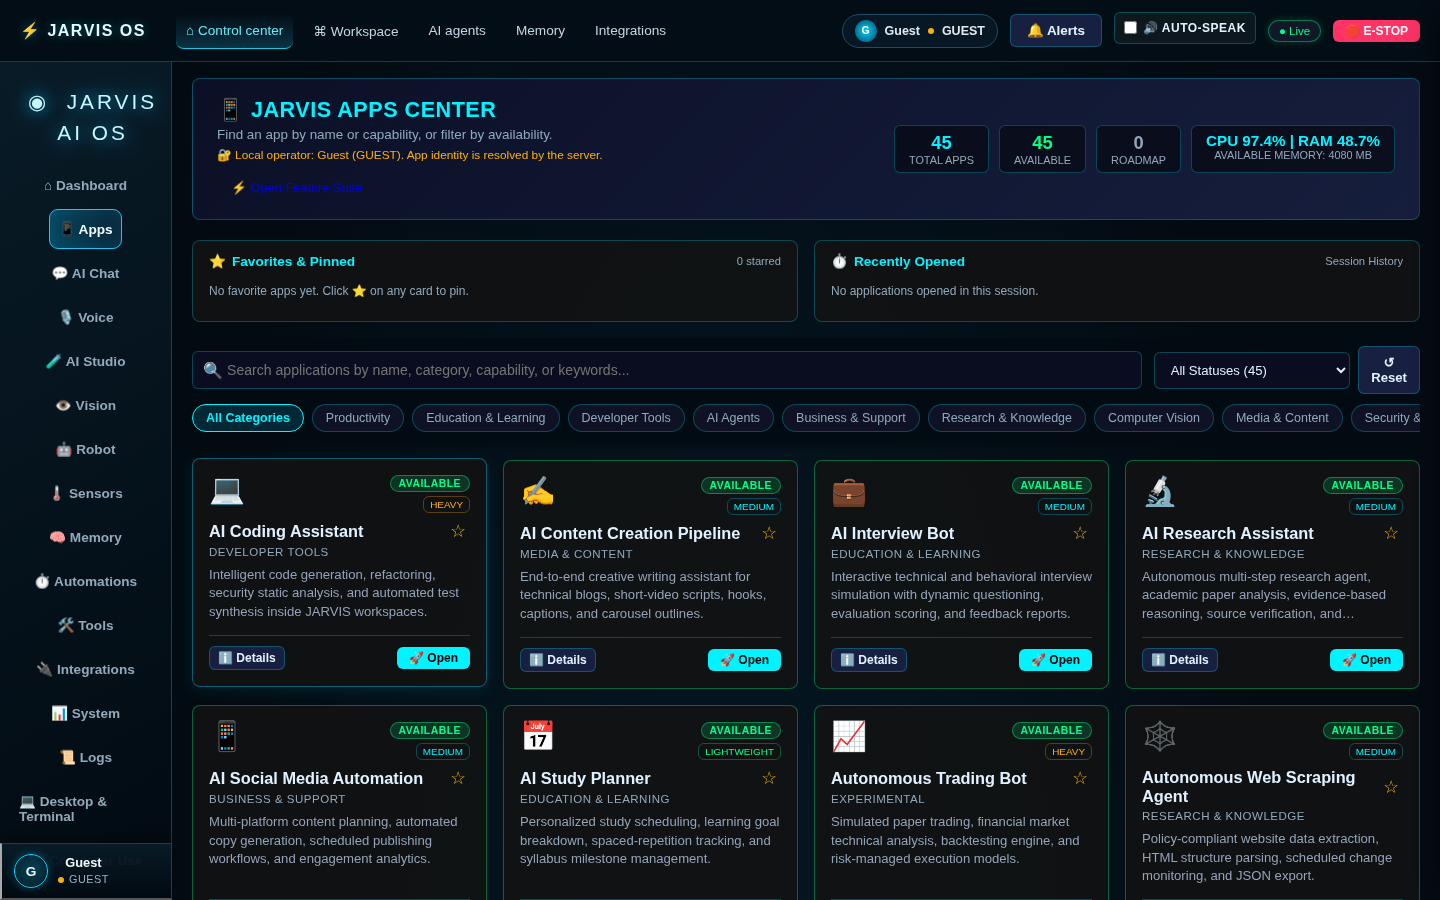 ⚡ JARVIS OS
⌂ Control center
⌘ Workspace
AI agents
Memory
Integrations
G Guest ● GUEST
🔔 Alerts
🔊 AUTO-SPEAK
● Live
🛑 E-STOP
◉ JARVIS
AI OS
⌂ Dashboard
📱 Apps
💬 AI Chat
🎙️ Voice
🧪 AI Studio
👁️ Vision
🤖 Robot
🌡️ Sensors
🧠 Memory
⏱️ Automations
🛠️ Tools
🔌 Integrations
📊 System
📜 Logs
💻 Desktop &
Terminal
G
Guest
● GUEST
📱 JARVIS APPS CENTER
Find an app by name or capability, or filter by availability.
🔐 Local operator: Guest (GUEST). App identity is resolved by the server.
⚡ Open Feature Suite
45
TOTAL APPS
45
AVAILABLE
0
ROADMAP
CPU 97.4% | RAM 48.7%
AVAILABLE MEMORY: 4080 MB
⭐ Favorites & Pinned
0 starred
No favorite apps yet. Click ⭐ on any card to pin.
⏱️ Recently Opened
Session History
No applications opened in this session.
🔍 Search applications by name, category, capability, or keywords...
All Statuses (45)
↺
Reset
All Categories
Productivity
Education & Learning
Developer Tools
AI Agents
Business & Support
Research & Knowledge
Computer Vision
Media & Content
Security &
AVAILABLE
HEAVY
AI Coding Assistant ☆
DEVELOPER TOOLS
Intelligent code generation, refactoring,
security static analysis, and automated test
synthesis inside JARVIS workspaces.
ℹ️ Details
🚀 Open
AVAILABLE
MEDIUM
AI Content Creation Pipeline ☆
MEDIA & CONTENT
End-to-end creative writing assistant for
technical blogs, short-video scripts, hooks,
captions, and carousel outlines.
ℹ️ Details
🚀 Open
AVAILABLE
MEDIUM
AI Interview Bot ☆
EDUCATION & LEARNING
Interactive technical and behavioral interview
simulation with dynamic questioning,
evaluation scoring, and feedback reports.
ℹ️ Details
🚀 Open
AVAILABLE
MEDIUM
AI Research Assistant ☆
RESEARCH & KNOWLEDGE
Autonomous multi-step research agent,
academic paper analysis, evidence-based
reasoning, source verification, and…
ℹ️ Details
🚀 Open
AVAILABLE
MEDIUM
AI Social Media Automation ☆
BUSINESS & SUPPORT
Multi-platform content planning, automated
copy generation, scheduled publishing
workflows, and engagement analytics.
AVAILABLE
LIGHTWEIGHT
AI Study Planner ☆
EDUCATION & LEARNING
Personalized study scheduling, learning goal
breakdown, spaced-repetition tracking, and
syllabus milestone management.
AVAILABLE
HEAVY
Autonomous Trading Bot ☆
EXPERIMENTAL
Simulated paper trading, financial market
technical analysis, backtesting engine, and
risk-managed execution models.
AVAILABLE
MEDIUM
Autonomous Web Scraping
Agent ☆
RESEARCH & KNOWLEDGE
Policy-compliant website data extraction,
HTML structure parsing, scheduled change
monitoring, and JSON export.